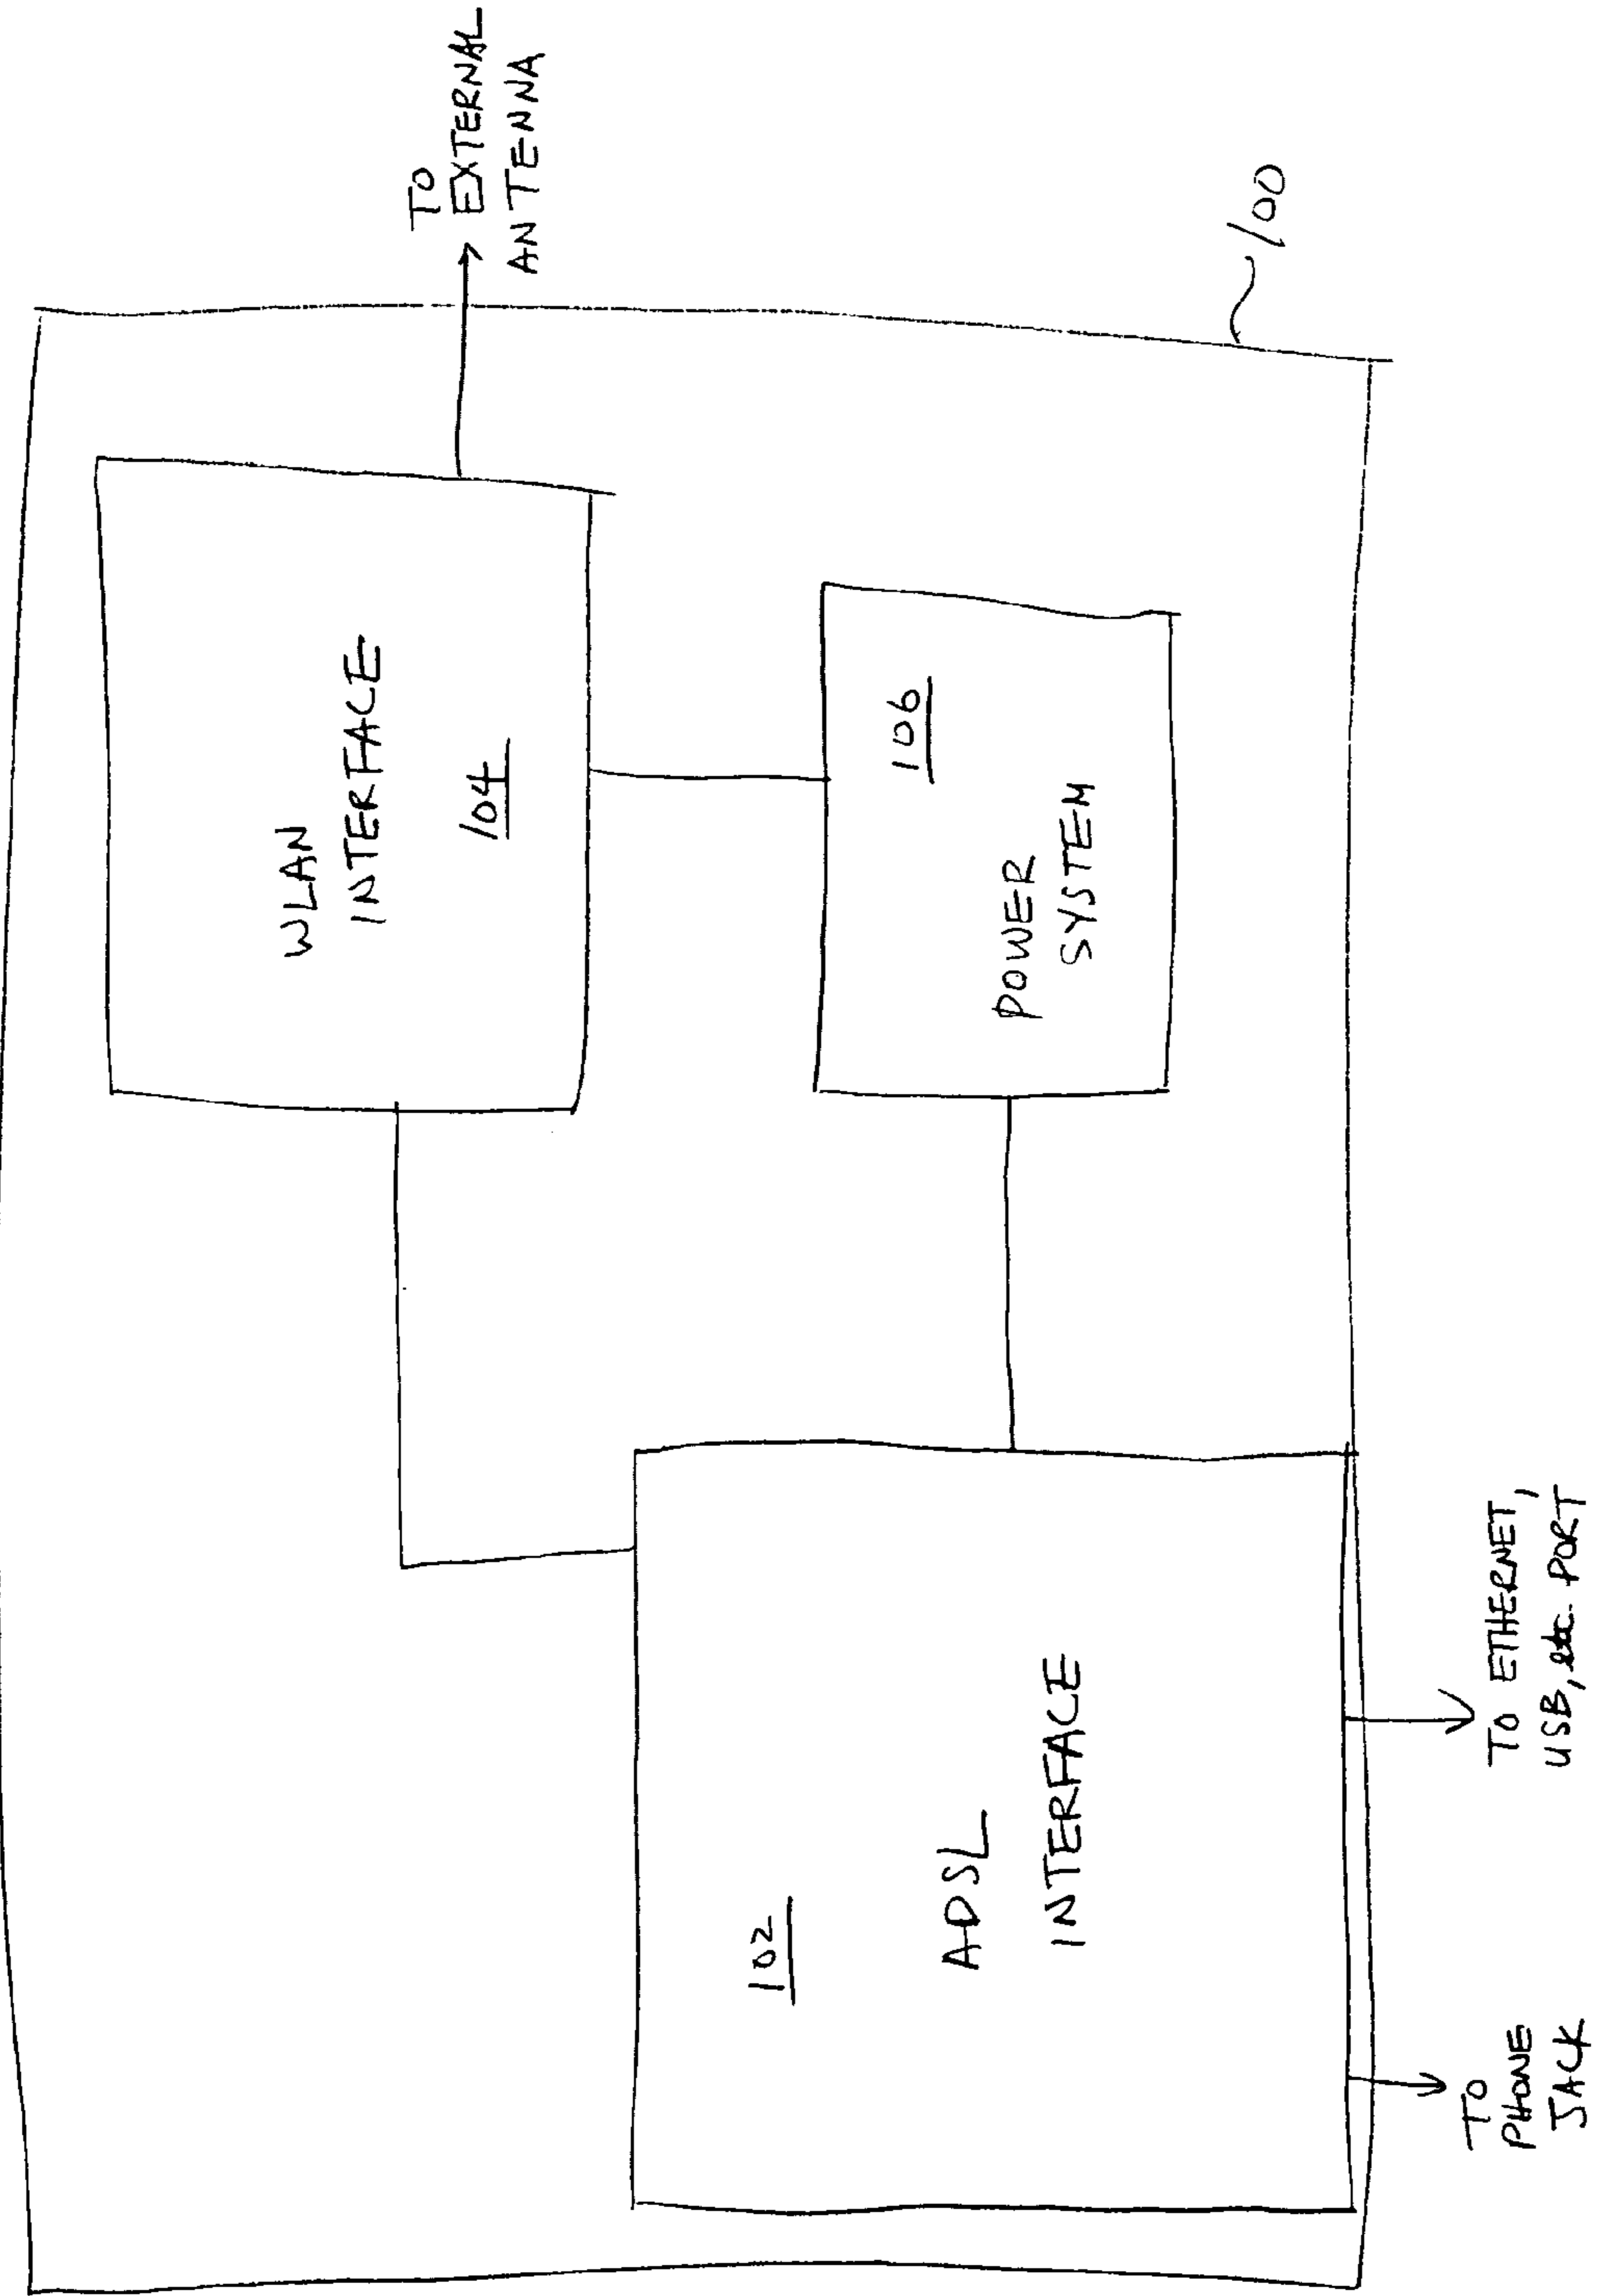 TO
EXTERNAL
ANTENNA
100
WLAN
INTERFACE
104
106
POWER
SYSTEM
102
ADSL
INTERFACE
TO ETHERNET,
USB, etc. PORT
TO
PHONE
JACK